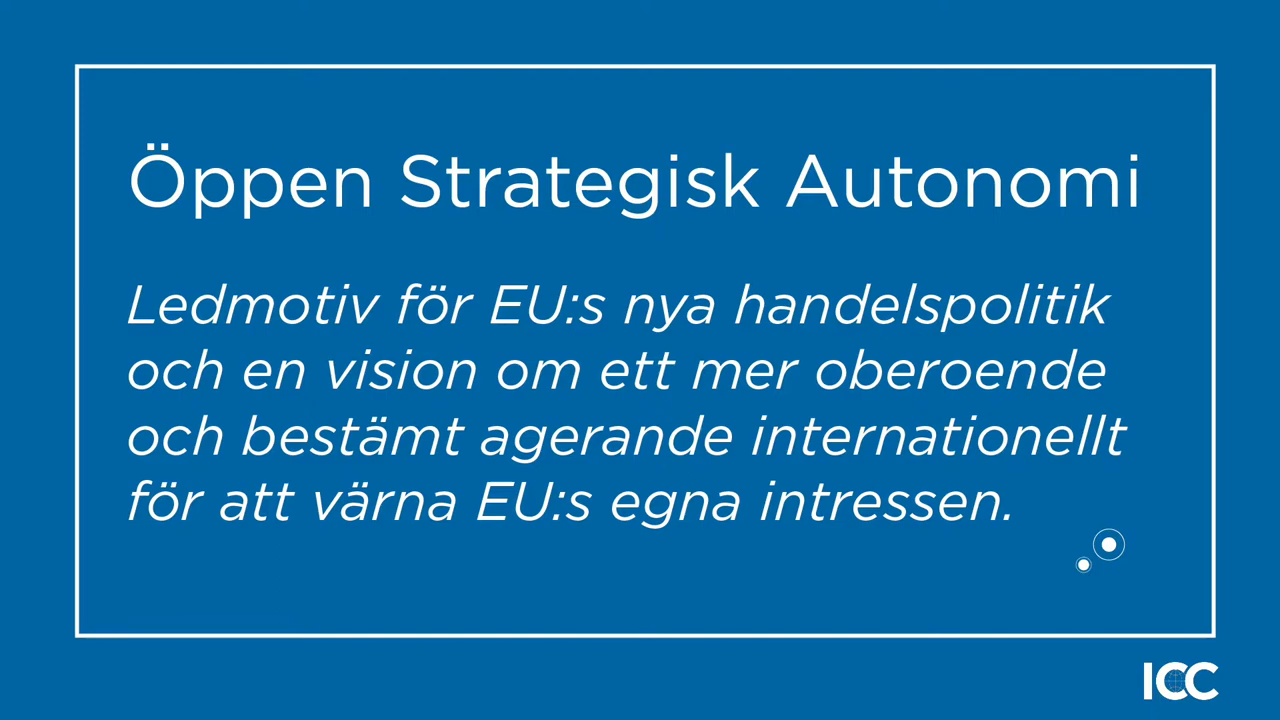 Öppen Strategisk Autonomi
Ledmotiv för EU:s nya handelspolitik
och en vision om ett mer oberoende
och bestämt agerande internationellt
för att värna EU:s egna intressen.
ICC